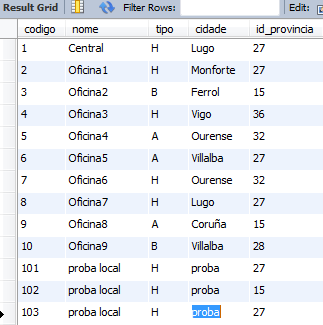 Result Grid Filter Rows: Edit:
codigo nome tipo cidade id_provincia
1 Central H Lugo 27
2 Oficina1 H Monforte 27
3 Oficina2 B Ferrol 15
4 Oficina3 H Vigo 36
5 Oficina4 A Ourense 32
6 Oficina5 A Villalba 27
7 Oficina6 H Ourense 32
8 Oficina7 H Lugo 27
9 Oficina8 A Coruña 15
10 Oficina9 B Villalba 28
101 proba local H proba 27
102 proba local H proba 15
103 proba local H proba 27